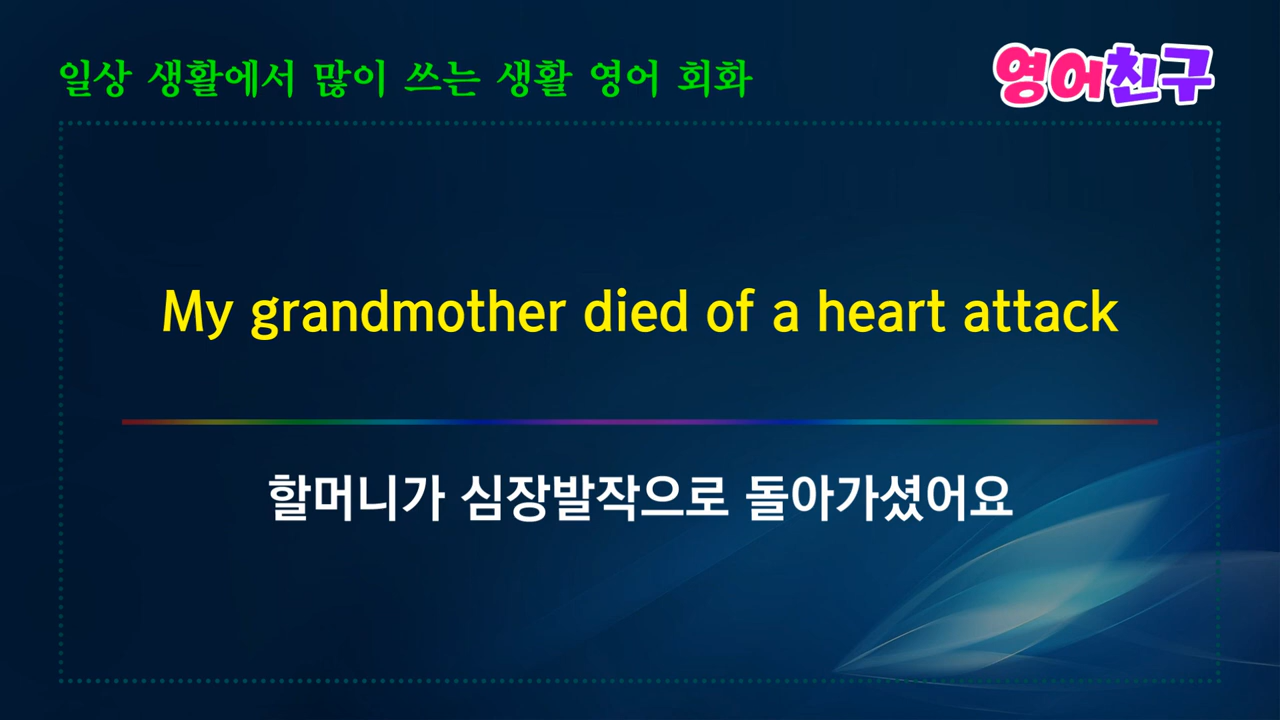 일상 생활에서 많이 쓰는 생활 영어 회화
영어친구
My grandmother died of a heart attack
할머니가 심장발작으로 돌아가셨어요